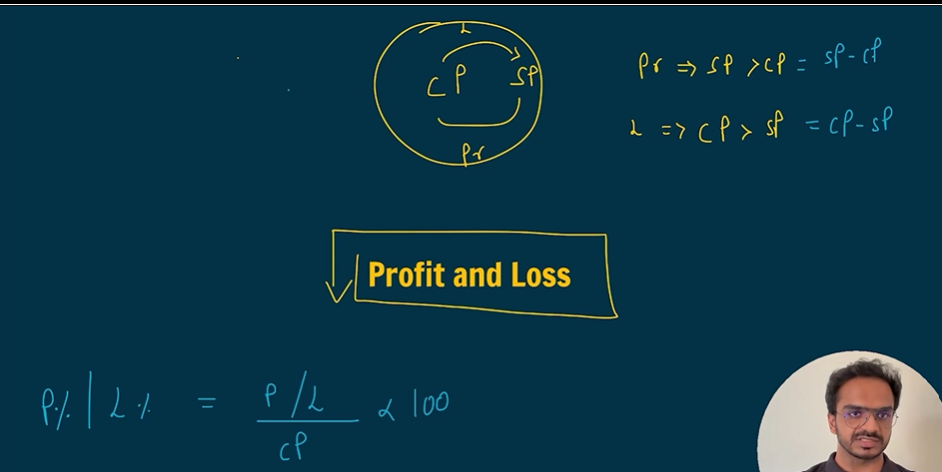 L
CP SP
Pr
Pr ⇒ SP > CP = SP - CP
L ⇒ CP > SP = CP - SP
Profit and Loss
P% | L% = P/L
CP
× 100